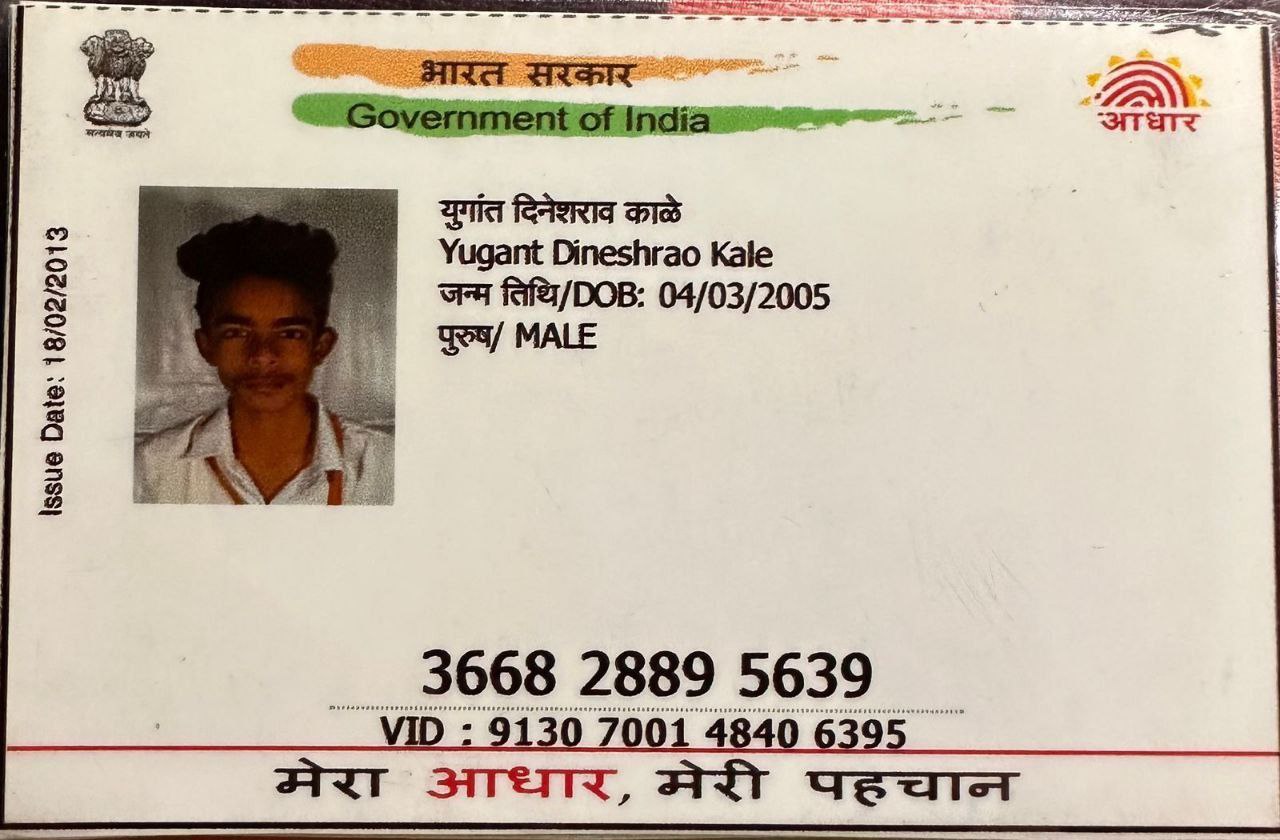 सत्यमेव जयते
भारत सरकार
Government of India
आधार
Issue Date: 18/02/2013
युगांत दिनेशराव काळे
Yugant Dineshrao Kale
जन्म तिथि/DOB: 04/03/2005
पुरुष/ MALE
3668 2889 5639
VID : 9130 7001 4840 6395
मेरा आधार, मेरी पहचान